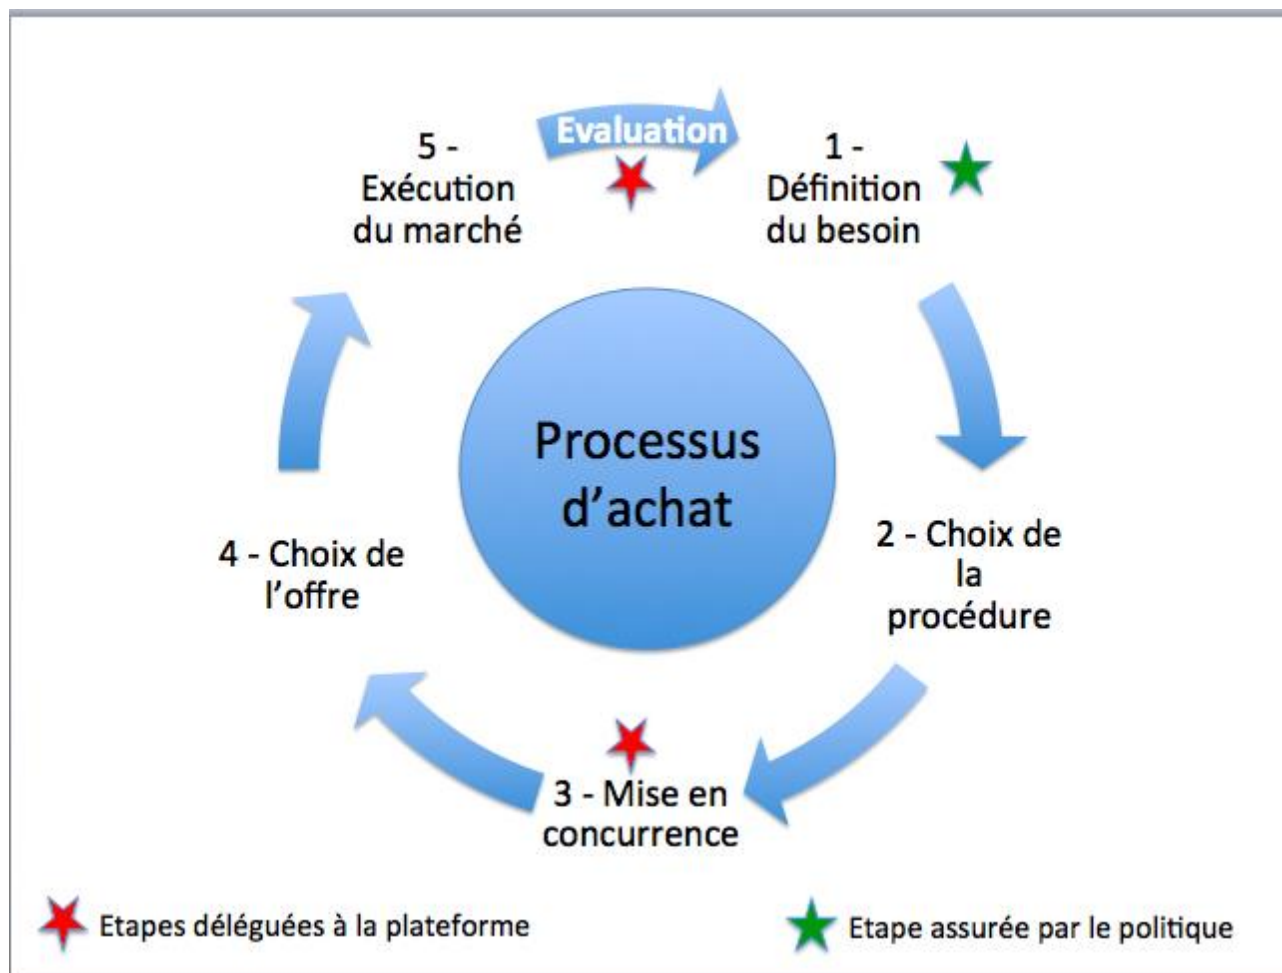 Evaluation
1 -
Définition
du besoin
2 - Choix de
la
procédure
3 - Mise en
concurrence
4 - Choix de
l’offre
5 -
Exécution
du marché
Processus
d’achat
Etapes déléguées à la plateforme
Etape assurée par le politique